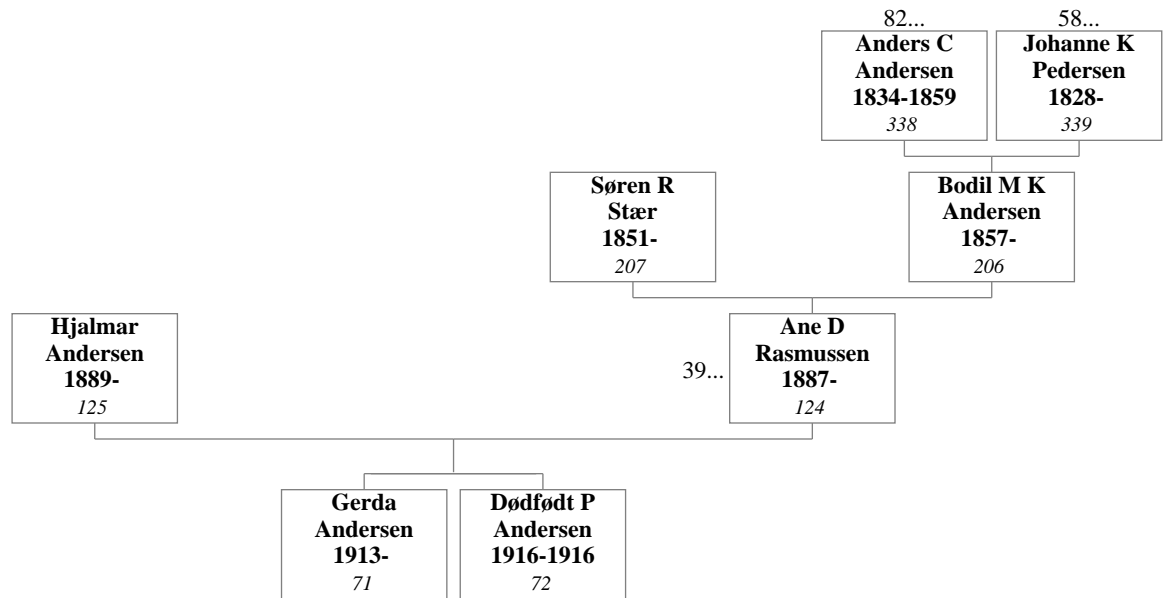 82...
58...
Anders C
Andersen
1834-1859
338
Johanne K
Pedersen
1828-
339
Søren R
Stær
1851-
207
Bodil M K
Andersen
1857-
206
Hjalmar
Andersen
1889-
125
39...
Ane D
Rasmussen
1887-
124
Gerda
Andersen
1913-
71
Dødfødt P
Andersen
1916-1916
72